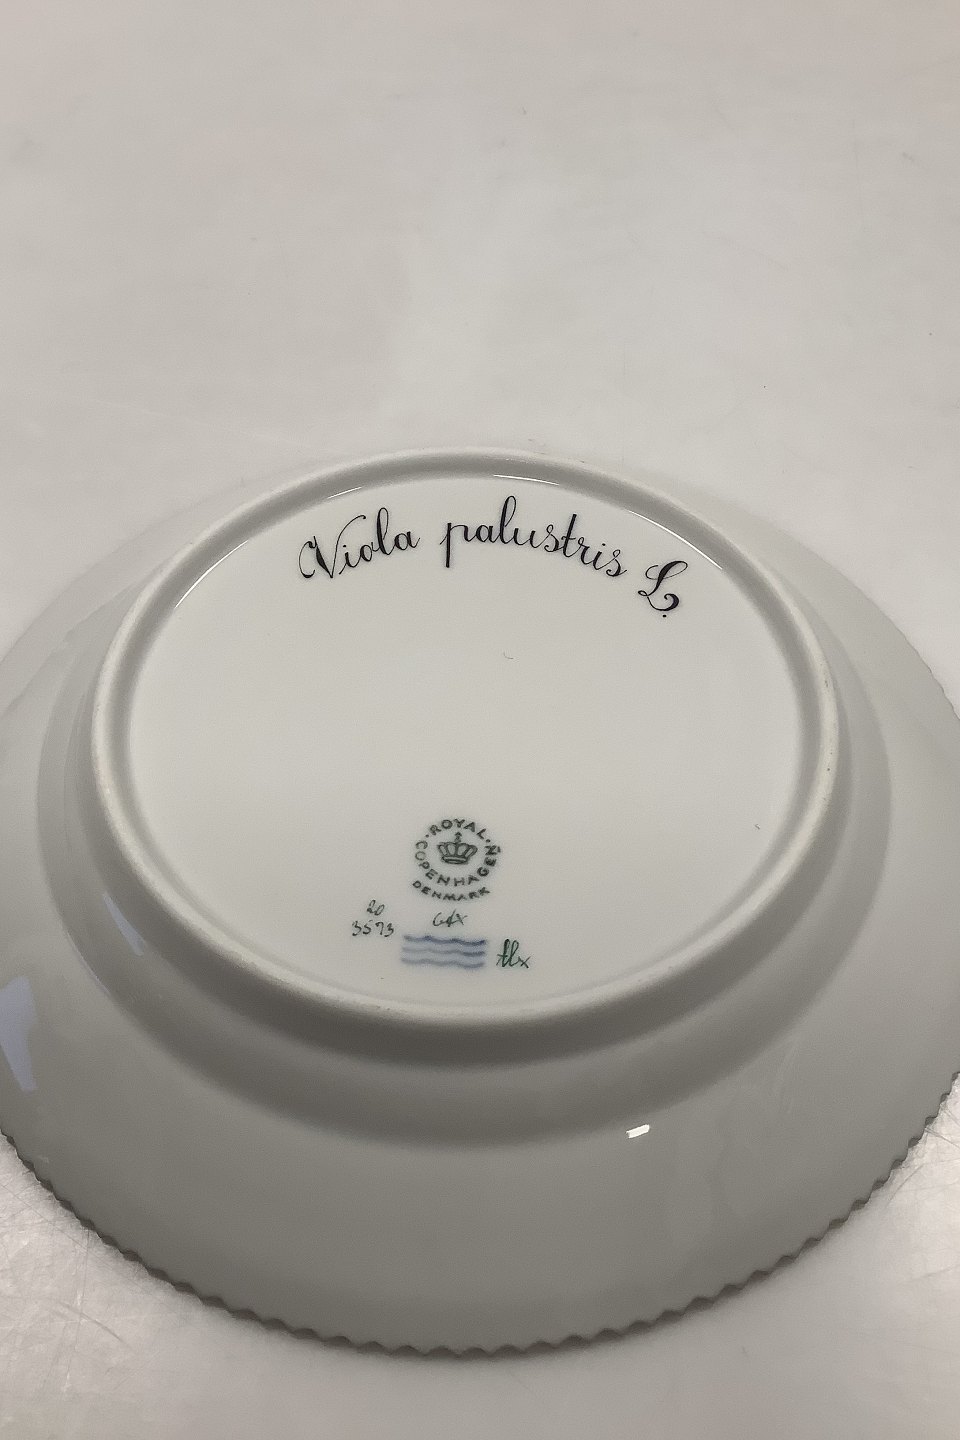 Viola palustris L.
ROYAL
COPENHAGEN
DENMARK
20
3573